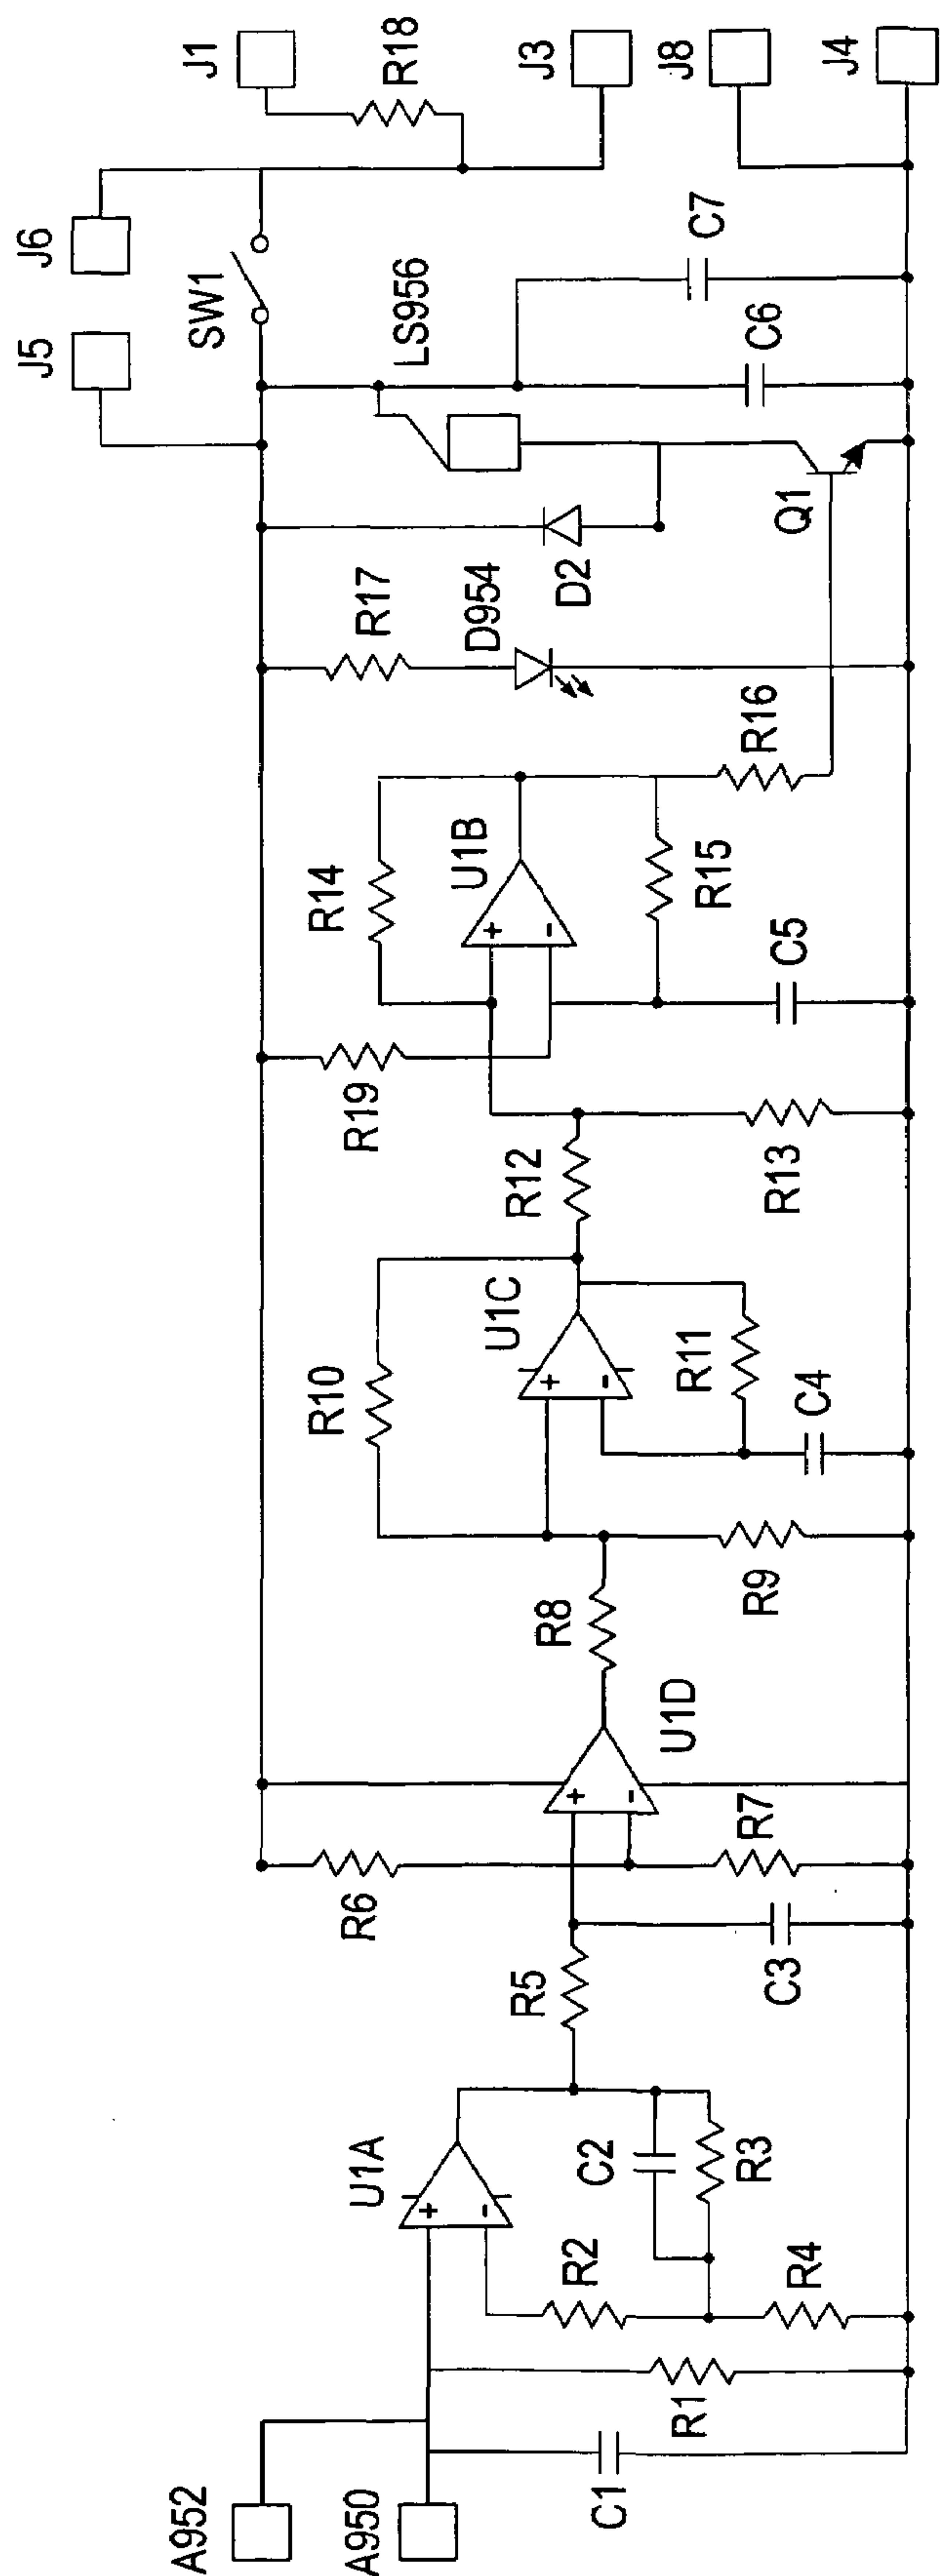 A952
A950
C1
R1
R2
R4
U1A
+
-
C2
R3
R5
C3
R6
R7
U1D
+
-
R8
R9
R10
U1C
+
-
R11
C4
R12
R13
R19
R14
U1B
+
-
R15
C5
R16
R17
D954
D2
Q1
LS956
C6
C7
SW1
J5
J6
J1
R18
J3
J8
J4